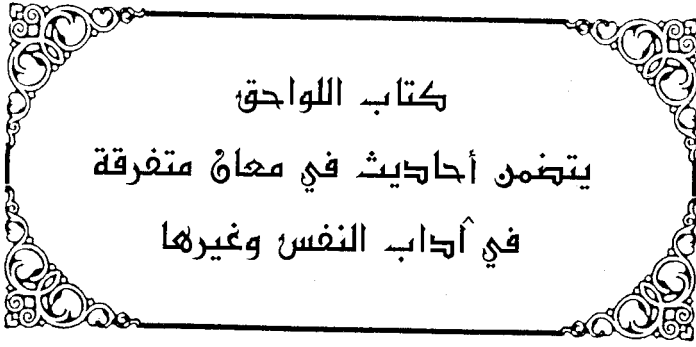 كتاب اللواحق
يتضمن أحاديث في معان متفرقة
في آداب النفس وغيرها